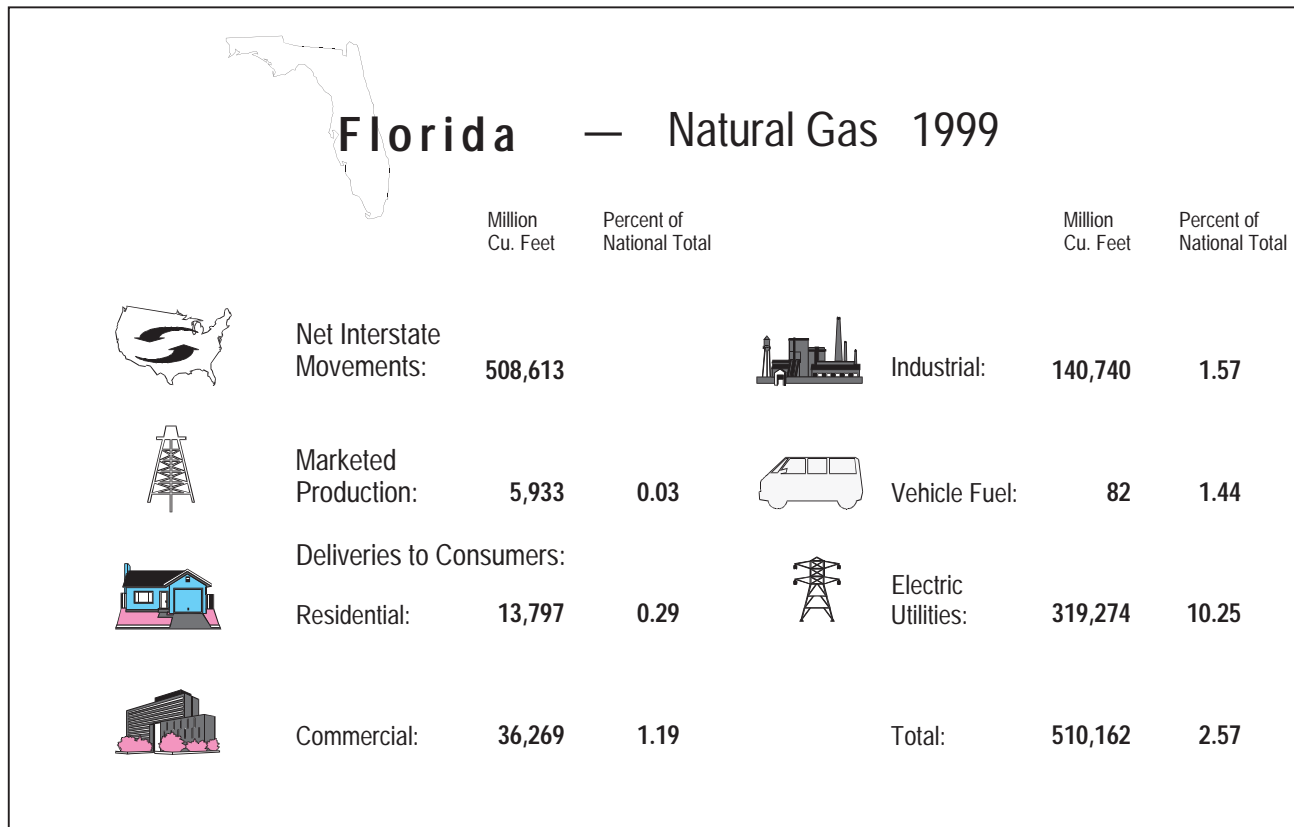 Florida — Natural Gas 1999
Million
Cu. Feet
Percent of
National Total
Million
Cu. Feet
Percent of
National Total
Net Interstate
Movements: 508,613
Marketed
Production: 5,933 0.03
Deliveries to Consumers:
Residential: 13,797 0.29
Commercial: 36,269 1.19
Industrial: 140,740 1.57
Vehicle Fuel: 82 1.44
Electric
Utilities: 319,274 10.25
Total: 510,162 2.57